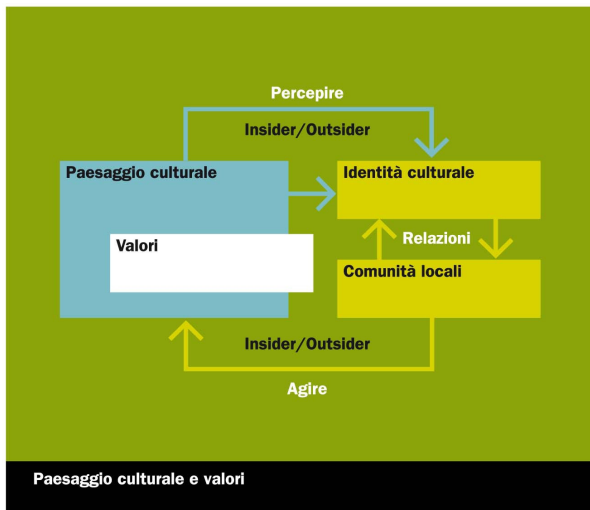 Percepire
Insider/Outsider
Paesaggio culturale
Identità culturale
Valori
Relazioni
Comunità locali
Insider/Outsider
Agire
Paesaggio culturale e valori